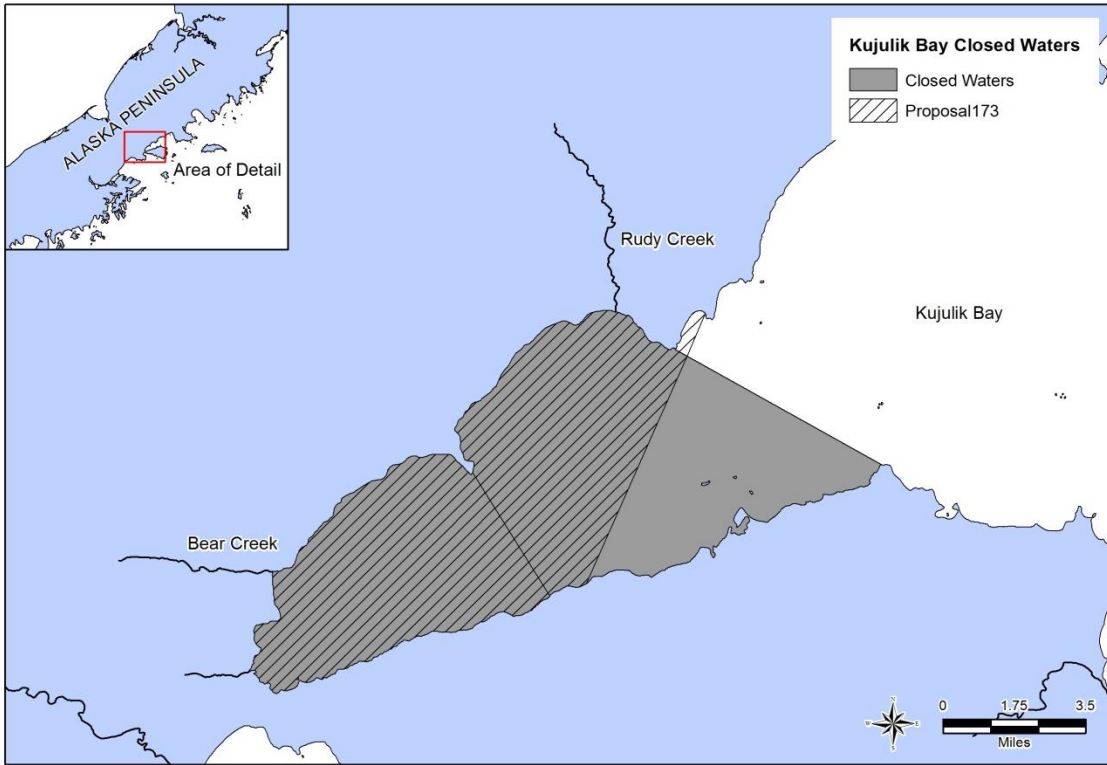 ALASKA PENINSULA
Area of Detail
Kujulik Bay Closed Waters
Closed Waters
Proposal173
Rudy Creek
Kujulik Bay
Bear Creek
N
W E
S
0 1.75 3.5
Miles